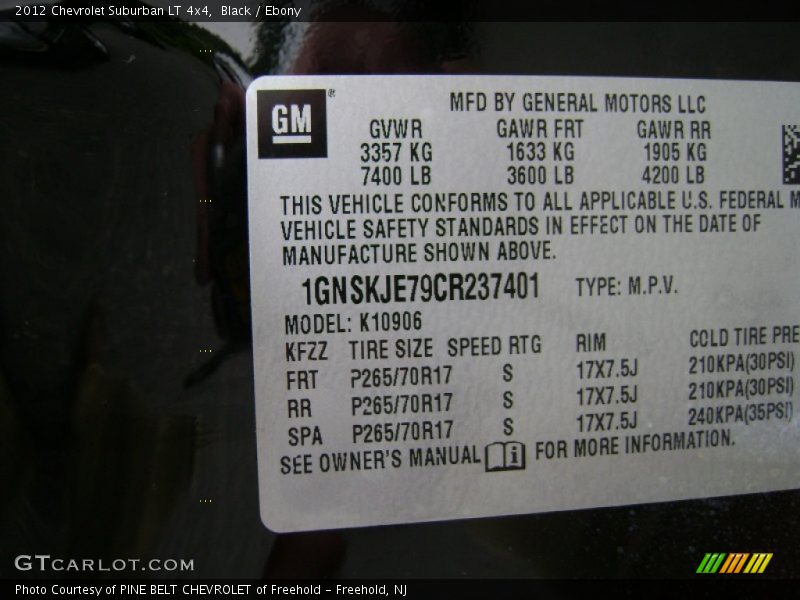 2012 Chevrolet Suburban LT 4x4, Black / Ebony
GM®
MFD BY GENERAL MOTORS LLC
GVWR GAWR FRT GAWR RR
3357 KG 1633 KG 1905 KG
7400 LB 3600 LB 4200 LB
THIS VEHICLE CONFORMS TO ALL APPLICABLE U.S. FEDERAL M
VEHICLE SAFETY STANDARDS IN EFFECT ON THE DATE OF
MANUFACTURE SHOWN ABOVE.
1GNSKJE79CR237401 TYPE: M.P.V.
MODEL: K10906
KFZZ TIRE SIZE SPEED RTG RIM COLD TIRE PRE
FRT P265/70R17 S 17X7.5J 210KPA(30PSI)
RR P265/70R17 S 17X7.5J 210KPA(30PSI)
SPA P265/70R17 S 17X7.5J 240KPA(35PSI)
SEE OWNER'S MANUAL i FOR MORE INFORMATION.
GTCARLOT.COM
Photo Courtesy of PINE BELT CHEVROLET of Freehold - Freehold, NJ